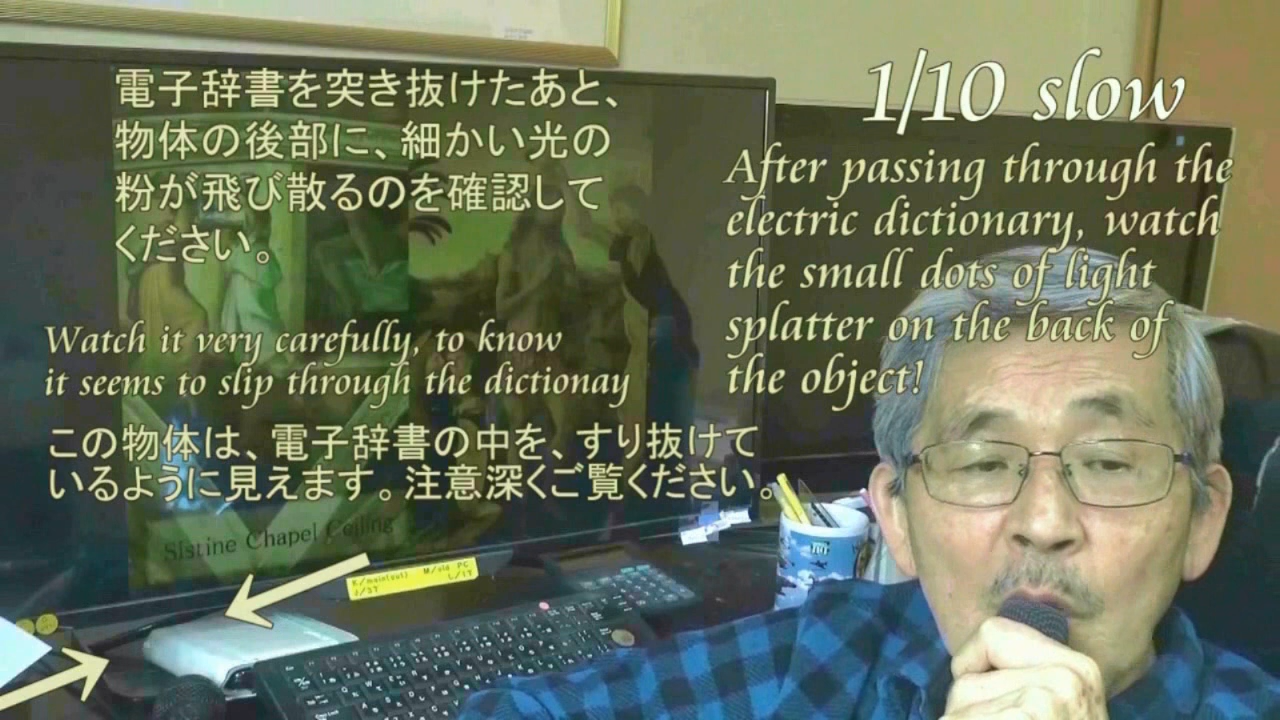 電子辞書を突き抜けたあと、
物体の後部に、細かい光の
粉が飛び散るのを確認して
ください。
1/10 slow
After passing through the
electric dictionary, watch
the small dots of light
splatter on the back of
the object!
Watch it very carefully, to know
it seems to slip through the dictionay
この物体は、電子辞書の中を、すり抜けて
いるように見えます。注意深くご覧ください。
Sistine Chapel Ceiling